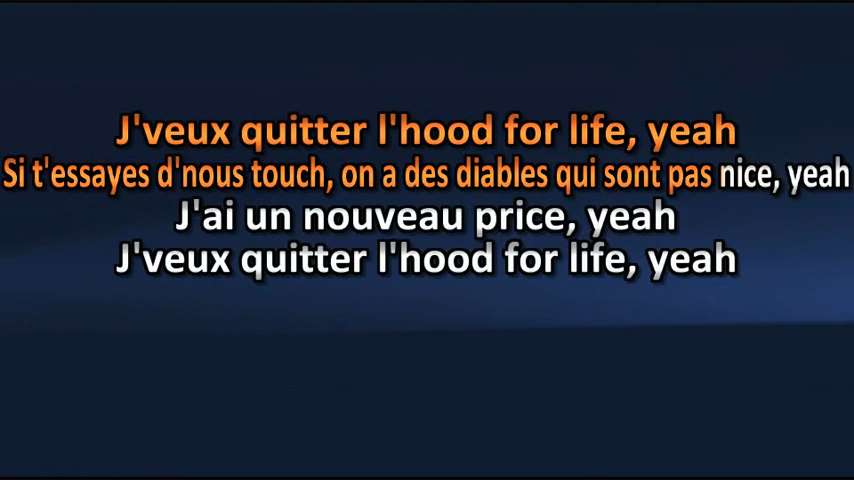 J'veux quitter l'hood for life, yeah
Si t'essayes d'nous touch, on a des diables qui sont pas nice, yeah
J'ai un nouveau price, yeah
J'veux quitter l'hood for life, yeah